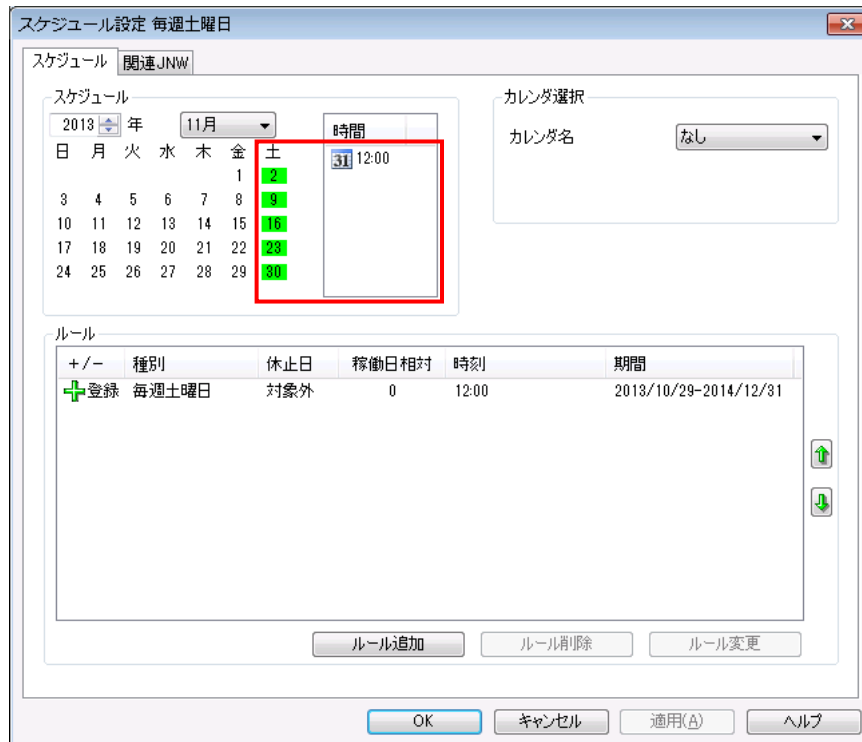 スケジュール設定 毎週土曜日
スケジュール 関連JNW
スケジュール
2013 年 11月
日 月 火 水 木 金 土
1 2
3 4 5 6 7 8 9
10 11 12 13 14 15 16
17 18 19 20 21 22 23
24 25 26 27 28 29 30
時間
31 12:00
カレンダ選択
カレンダ名 なし
ルール
+/- 種別 休止日 稼働日相対 時刻 期間
登録 毎週土曜日 対象外 0 12:00 2013/10/29-2014/12/31
ルール追加 ルール削除 ルール変更
OK キャンセル 適用(A) ヘルプ